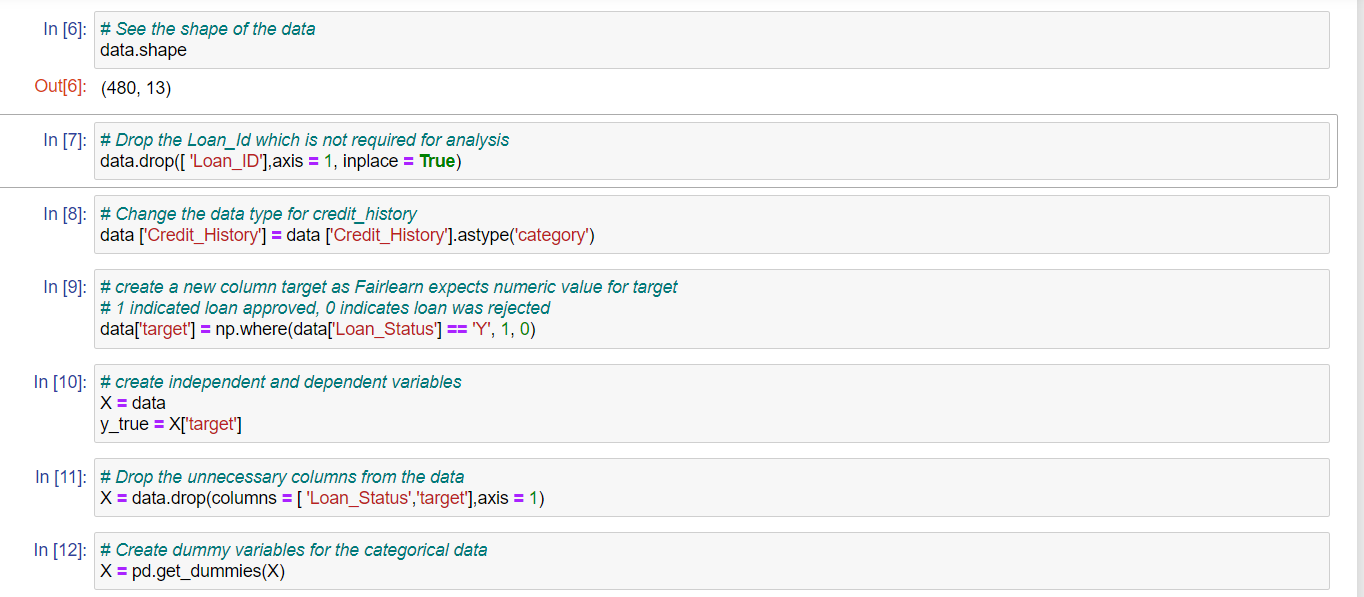 In [6]: # See the shape of the data
data.shape
Out[6]: (480, 13)
In [7]: # Drop the Loan_Id which is not required for analysis
data.drop([ 'Loan_ID'],axis = 1, inplace = True)
In [8]: # Change the data type for credit_history
data ['Credit_History'] = data ['Credit_History'].astype('category')
In [9]: # create a new column target as Fairlearn expects numeric value for target
# 1 indicated loan approved, 0 indicates loan was rejected
data['target'] = np.where(data['Loan_Status'] == 'Y', 1, 0)
In [10]: # create independent and dependent variables
X = data
y_true = X['target']
In [11]: # Drop the unnecessary columns from the data
X = data.drop(columns = [ 'Loan_Status','target'],axis = 1)
In [12]: # Create dummy variables for the categorical data
X = pd.get_dummies(X)